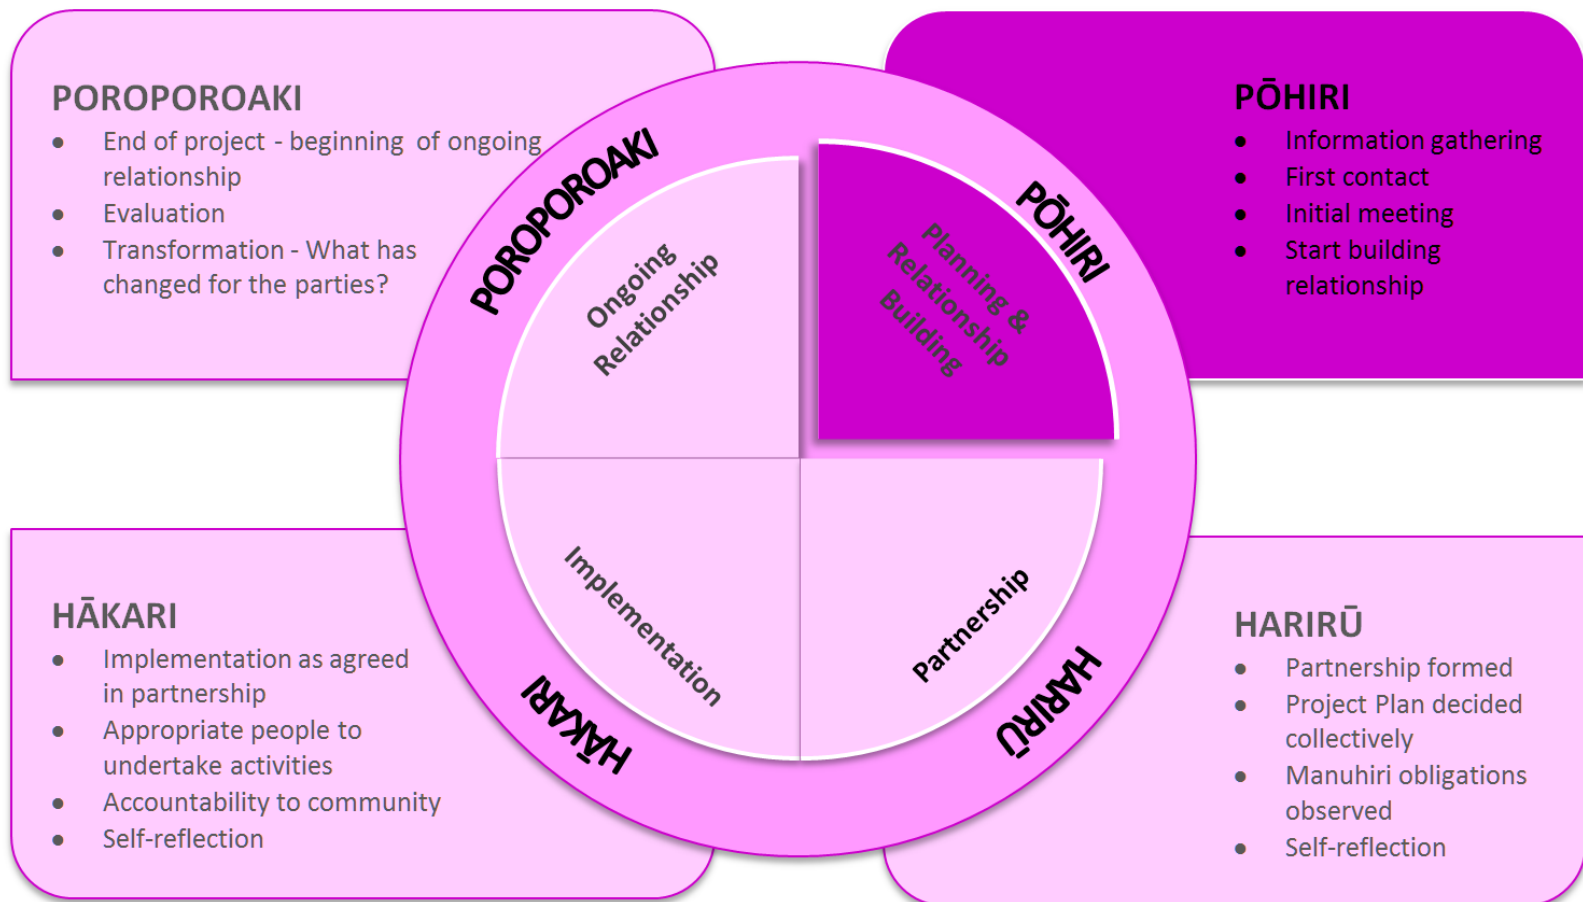 POROPOROAKI
• End of project - beginning of ongoing
relationship
• Evaluation
• Transformation - What has
changed for the parties?
PŌHIRI
• Information gathering
• First contact
• Initial meeting
• Start building
relationship
POROPOROAKI
PŌHIRI
Ongoing
Relationship
Planning &
Relationship
Building
Implementation
Partnership
HĀKARI
HARIRŪ
HĀKARI
• Implementation as agreed
in partnership
• Appropriate people to
undertake activities
• Accountability to community
• Self-reflection
HARIRŪ
• Partnership formed
• Project Plan decided
collectively
• Manuhiri obligations
observed
• Self-reflection